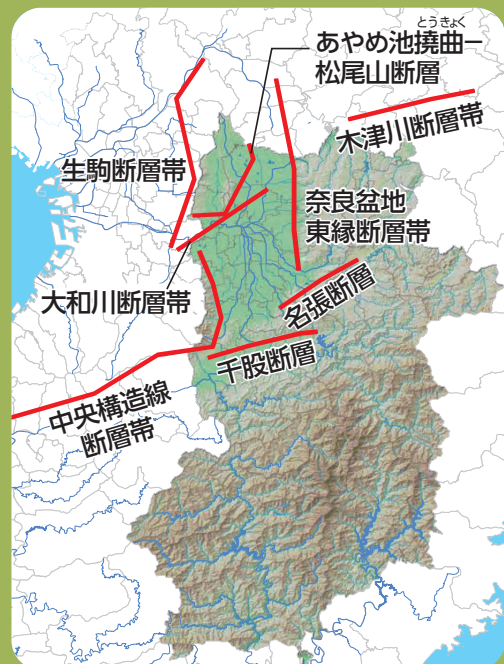 とうきょく
あやめ池撓曲ー
松尾山断層
木津川断層帯
生駒断層帯
奈良盆地
東縁断層帯
大和川断層帯
名張断層
千股断層
中央構造線
断層帯